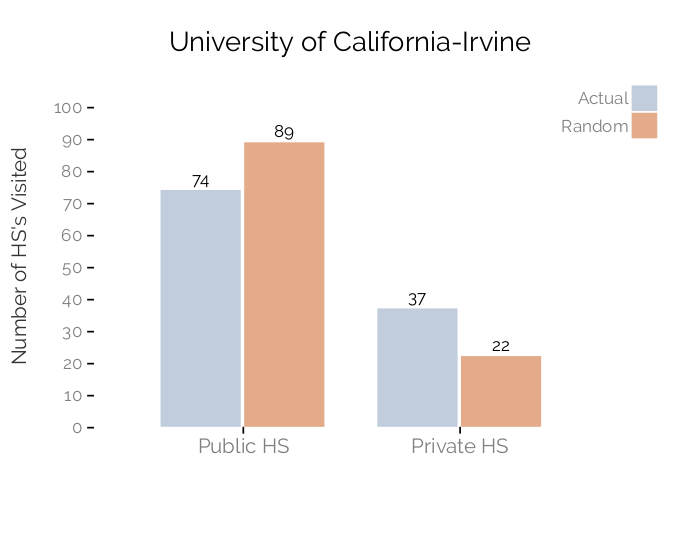 University of California-Irvine
Actual
Random
Number of HS's Visited
100
90
80
70
60
50
40
30
20
10
0
74
89
37
22
Public HS
Private HS